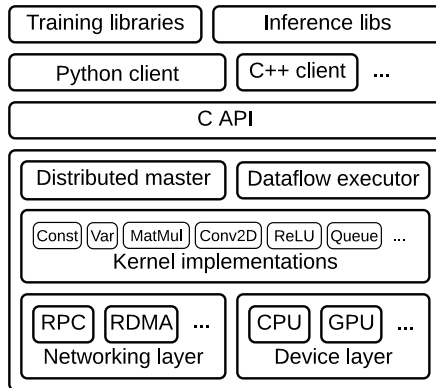 Training libraries Inference libs
Python client C++ client ...
C API
Distributed master Dataflow executor
Const Var MatMul Conv2D ReLU Queue ...
Kernel implementations
RPC RDMA ... CPU GPU ...
Networking layer Device layer